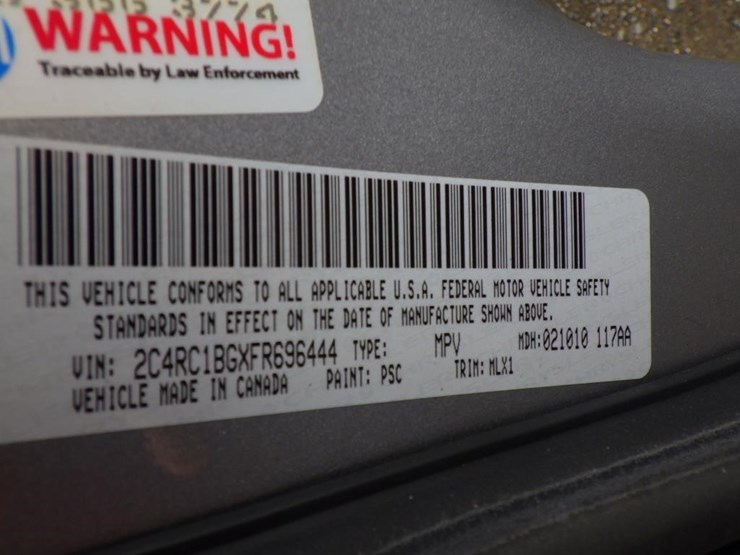 3774
WARNING!
Traceable by Law Enforcement
THIS VEHICLE CONFORMS TO ALL APPLICABLE U.S.A. FEDERAL MOTOR VEHICLE SAFETY
STANDARDS IN EFFECT ON THE DATE OF MANUFACTURE SHOWN ABOVE.
VIN: 2C4RC1BGXFR696444 TYPE: MPV MDH:021010 117AA
VEHICLE MADE IN CANADA PAINT: PSC TRIM: MLX1